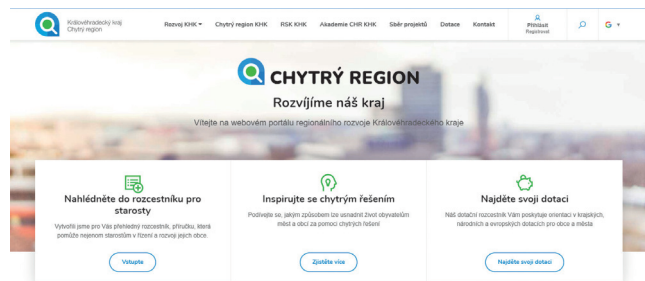 Královéhradecký kraj
Chytrý region
Rozvoj KHK
Chytrý region KHK
RSK KHK
Akademie CHR KHK
Sběr projektů
Dotace
Kontakt
Přihlásit
Registrovat
G
CHYTRÝ REGION
Rozvíjíme náš kraj
Vítejte na webovém portálu regionálního rozvoje Královéhradeckého kraje
Nahlédněte do rozcestníku pro
starosty
Vytvořili jsme pro Vás přehledný rozcestník, příručku, která
pomůže nejenom starostům v řízení a rozvoji jejich obce.
Vstupte
Inspirujte se chytrým řešením
Podívejte se, jakým způsobem lze usnadnit život obyvatelům
měst a obcí za pomoci chytrých řešení
Zjistěte více
Najděte svoji dotaci
Náš dotační rozcestník Vám poskytuje orientaci v krajských,
národních a evropských dotacích pro obce a města
Najděte svoji dotaci